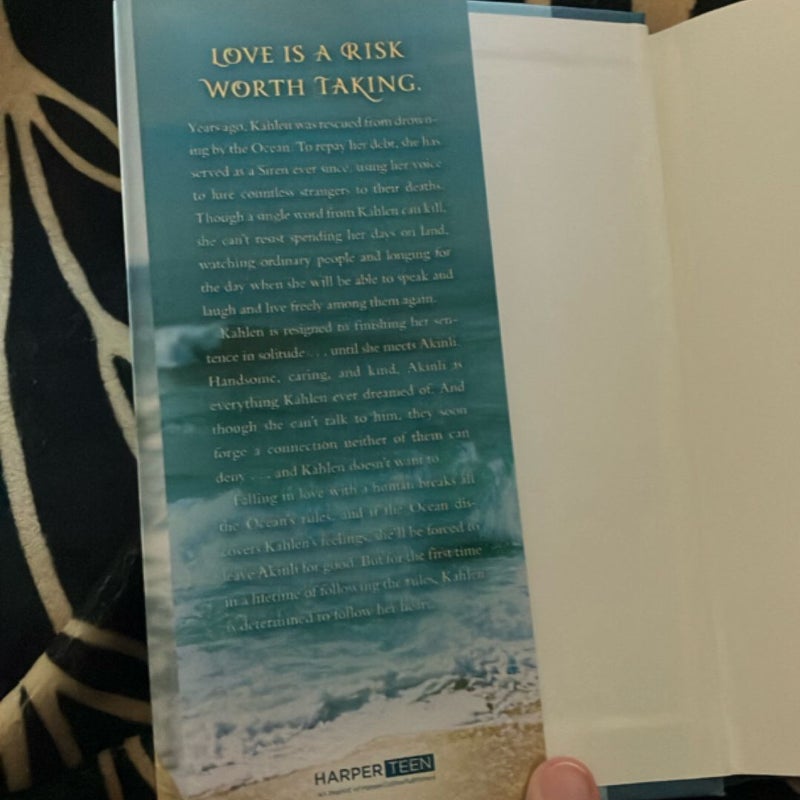 LOVE IS A RISK
WORTH TAKING.
Years ago, Kahlen was rescued from drown-
ing by the Ocean. To repay her debt, she has
served as a Siren ever since, using her voice
to lure countless strangers to their deaths.
Though a single word from Kahlen can kill,
she can't resist spending her days on land,
watching ordinary people and longing for
the day when she will be able to speak and
laugh and live freely among them again.
Kahlen is resigned to finishing her sen-
tence in solitude . . . until she meets Akinli.
Handsome, caring, and kind, Akinli is
everything Kahlen ever dreamed of. And
though she can't talk to him, they soon
forge a connection neither of them can
deny . . . and Kahlen doesn't want to.
Falling in love with a human breaks all
the Ocean's rules, and if the Ocean dis-
covers Kahlen's feelings, she'll be forced to
leave Akinli for good. But for the first time
in a lifetime of following the rules, Kahlen
is determined to follow her heart.
HARPER TEEN
An Imprint of HarperCollinsPublishers